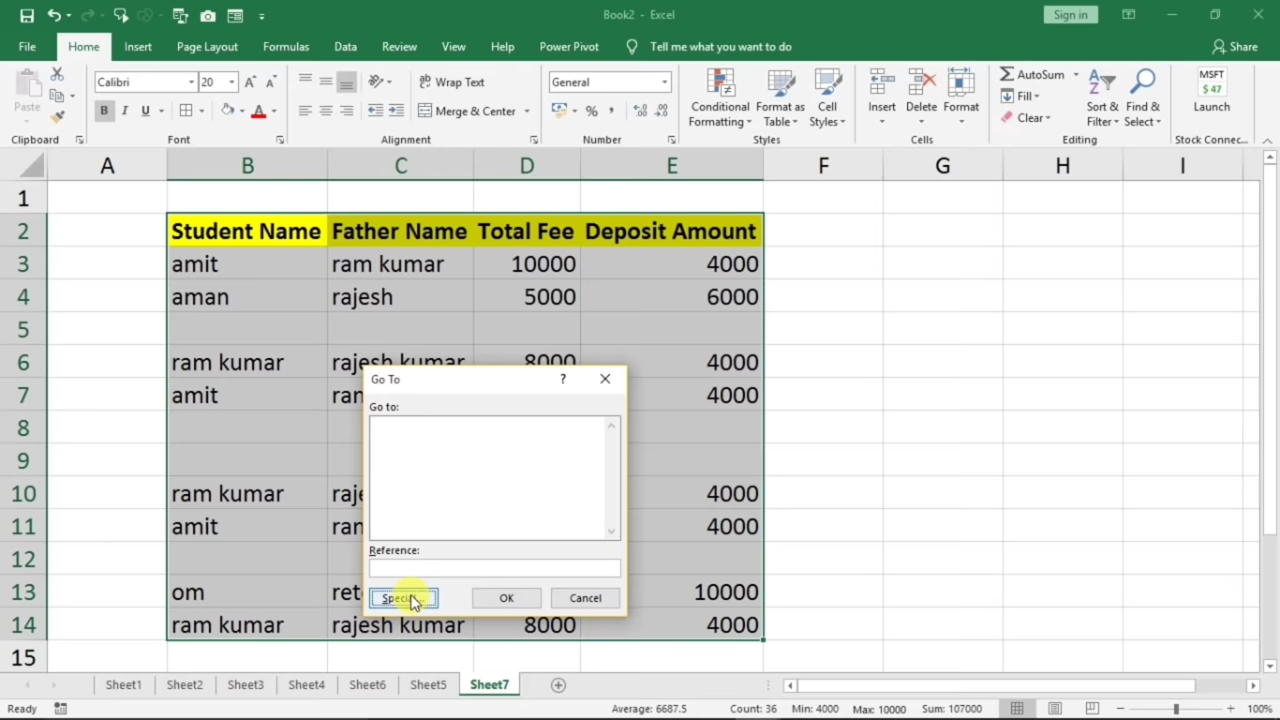 Book2 - Excel
Sign in
File Home Insert Page Layout Formulas Data Review View Help Power Pivot Tell me what you want to do Share
Paste
Calibri 20
B I U
Wrap Text
Merge & Center
General
Conditional Formatting
Format as Table
Cell Styles
Insert
Delete
Format
AutoSum
Fill
Clear
Sort & Filter
Find & Select
MSFT
$ 47
Launch
Clipboard Font Alignment Number Styles Cells Editing Stock Connec...
A B C D E F G H I
1
2 Student Name Father Name Total Fee Deposit Amount
3 amit ram kumar 10000 4000
4 aman rajesh 5000 6000
5
6 ram kumar rajesh kumar 8000 4000
7 amit 4000
8
9
10 ram kumar 4000
11 amit 4000
12
13 om 10000
14 ram kumar rajesh kumar 8000 4000
15
Go To
?
Go to:
Reference:
Special...
OK
Cancel
Sheet1 Sheet2 Sheet3 Sheet4 Sheet6 Sheet5 Sheet7
Ready Average: 6687.5 Count: 36 Min: 4000 Max: 10000 Sum: 107000 100%